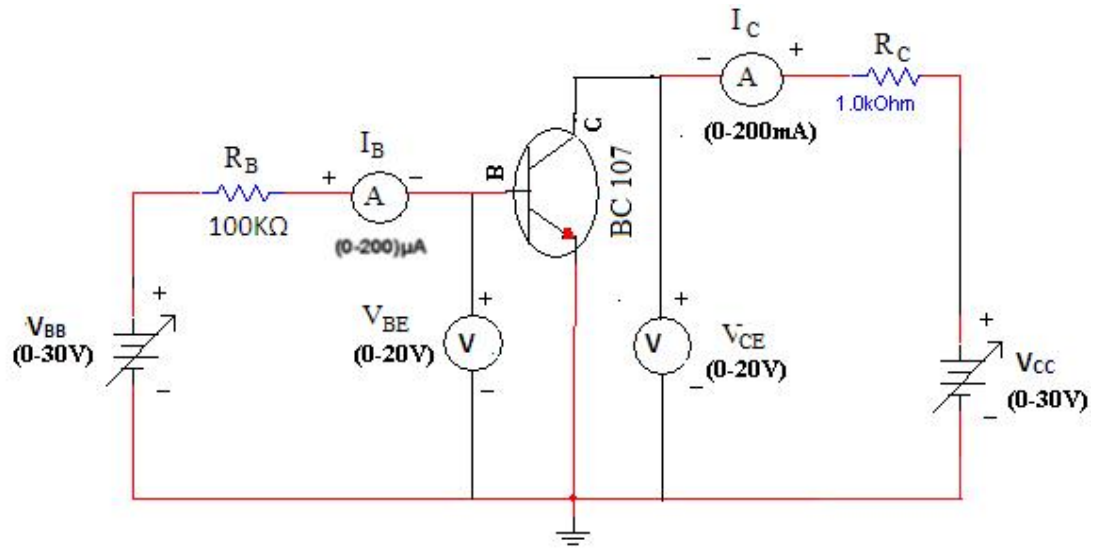 I_C
− +
R_C
A
1.0kOhm
(0-200mA)
C
B
BC 107
R_B
I_B
+ −
A
100KΩ
(0-200)µA
+
V_BB
(0-30V)
−
V_BE
(0-20V)
+
V
−
+
V
−
V_CE
(0-20V)
+
V_CC
(0-30V)
−